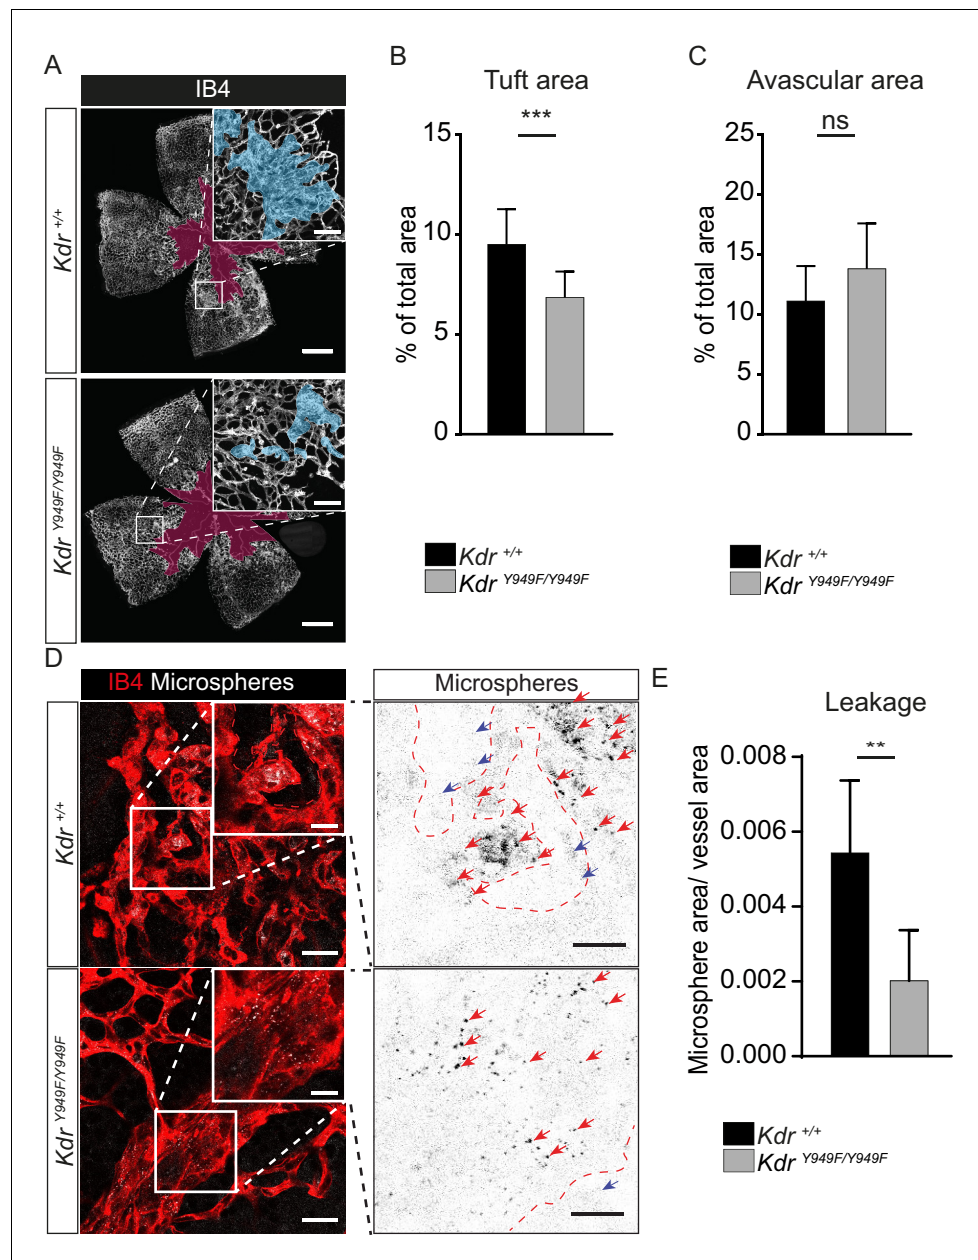 A
IB4
Kdr +/+
Kdr Y949F/Y949F
B
Tuft area
***
15
10
5
0
% of total area
C
Avascular area
ns
25
20
15
10
5
0
% of total area
Kdr +/+
Kdr Y949F/Y949F
Kdr +/+
Kdr Y949F/Y949F
D
IB4 Microspheres
Microspheres
Kdr +/+
Kdr Y949F/Y949F
E
Leakage
**
0.008
0.006
0.004
0.002
0.000
Microsphere area/ vessel area
Kdr +/+
Kdr Y949F/Y949F